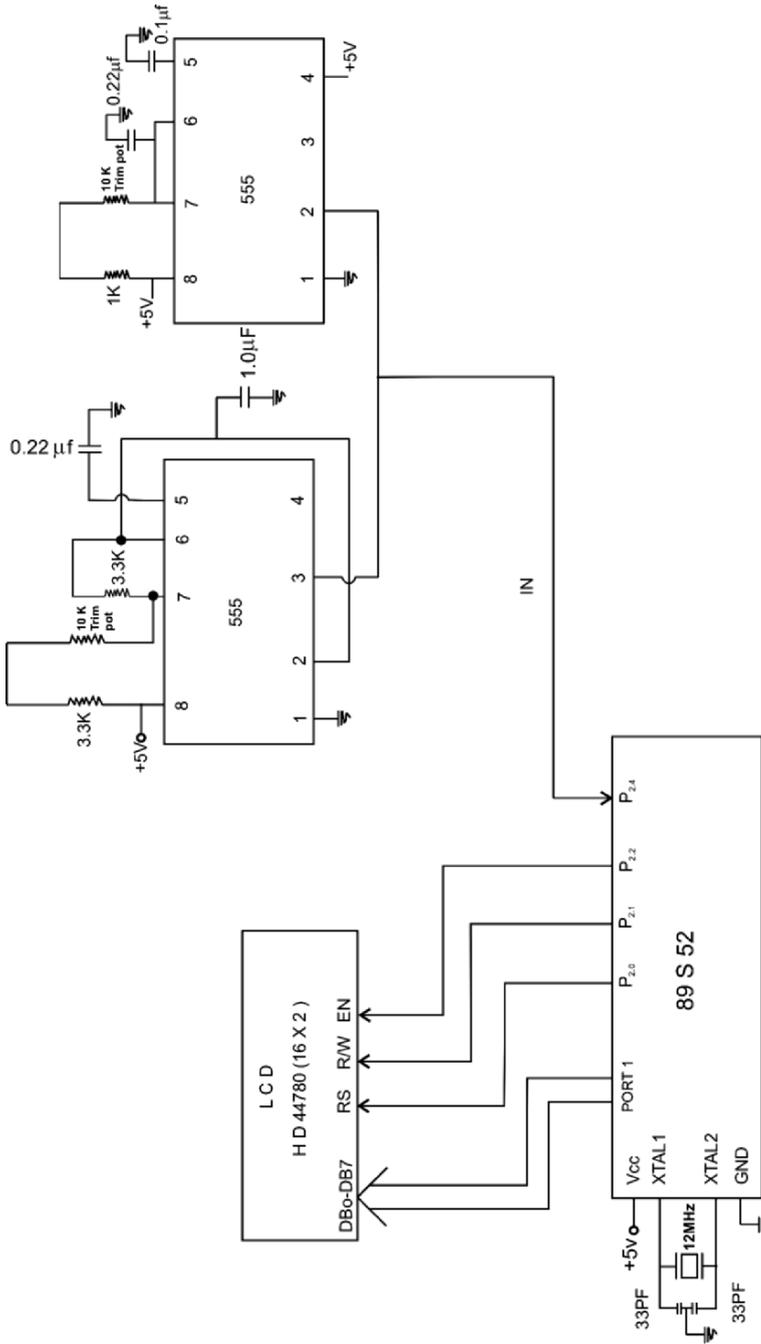 0.1μf
0.22μf
10 K
Trim pot
1K
+5V
8
7
6
5
555
1
2
3
4
+5V
1.0μF
0.22 μf
3.3K
10 K
Trim
pot
3.3K
+5V
8
7
6
5
555
1
2
3
4
IN
LCD
HD44780 (16 X 2)
DBo-DB7
RS
R/W
EN
PORT 1
P2.0
P2.1
P2.2
P2.4
89 S 52
Vcc
XTAL1
XTAL2
GND
+5v
12MHz
33PF
33PF